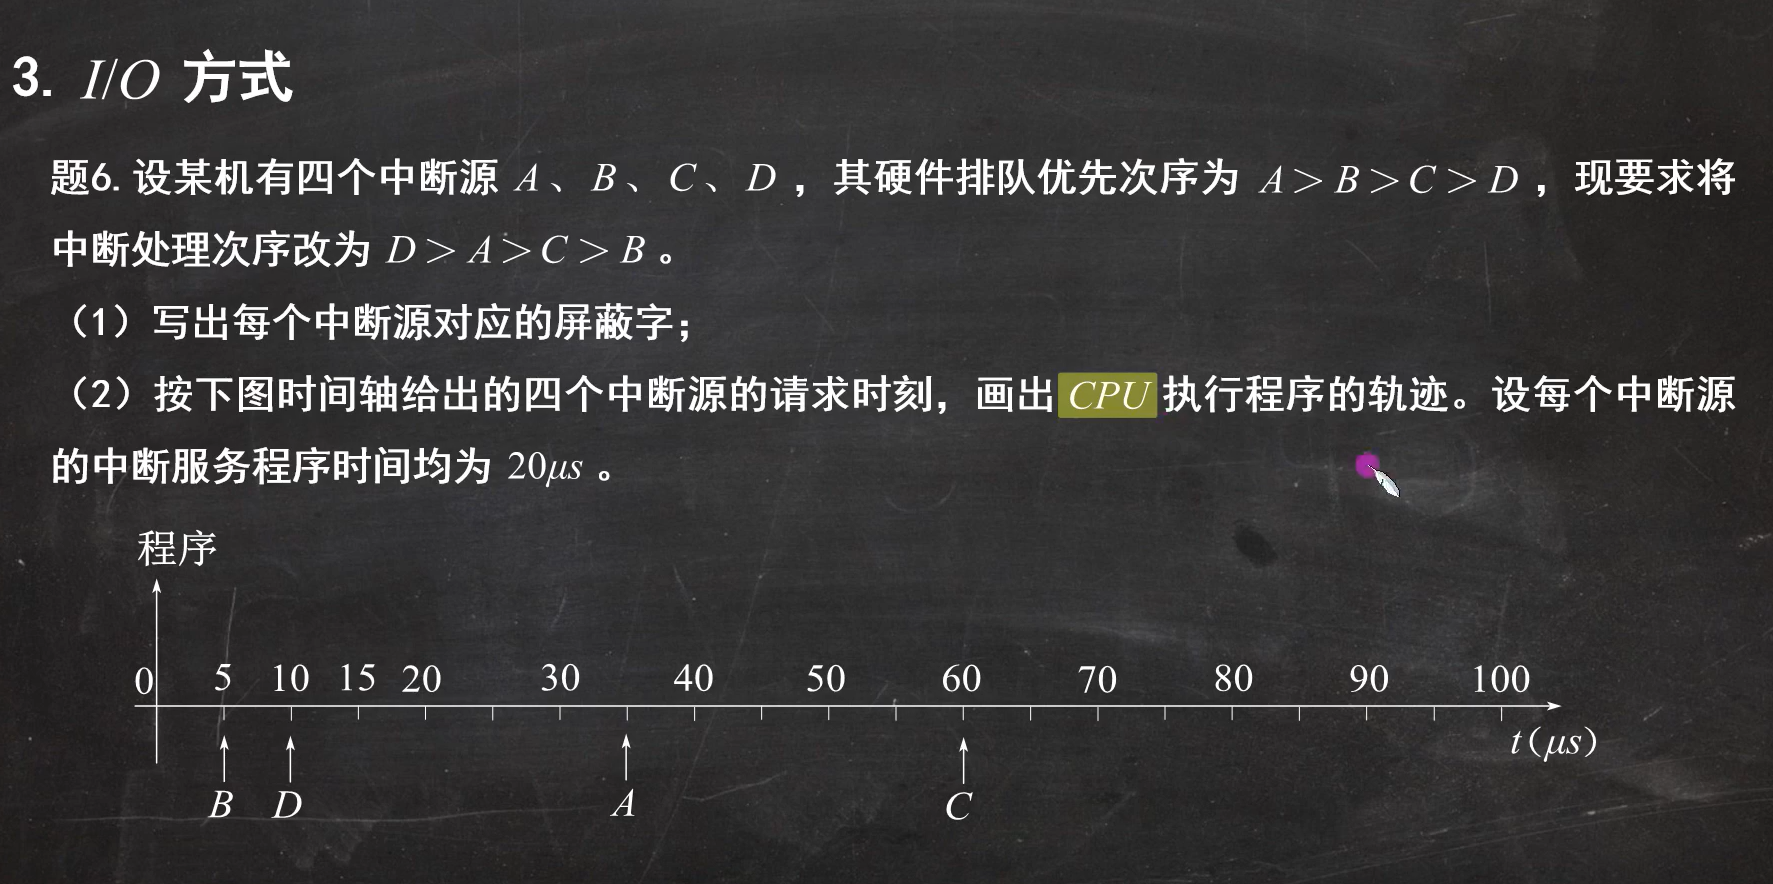 3. I/O 方式
题6. 设某机有四个中断源 A、B、C、D，其硬件排队优先次序为 A>B>C>D，现要求将
中断处理次序改为 D>A>C>B。
（1）写出每个中断源对应的屏蔽字；
（2）按下图时间轴给出的四个中断源的请求时刻，画出CPU执行程序的轨迹。设每个中断源
的中断服务程序时间均为 20μs。
程序
0 5 10 15 20 30 40 50 60 70 80 90 100
t(μs)
B D A C